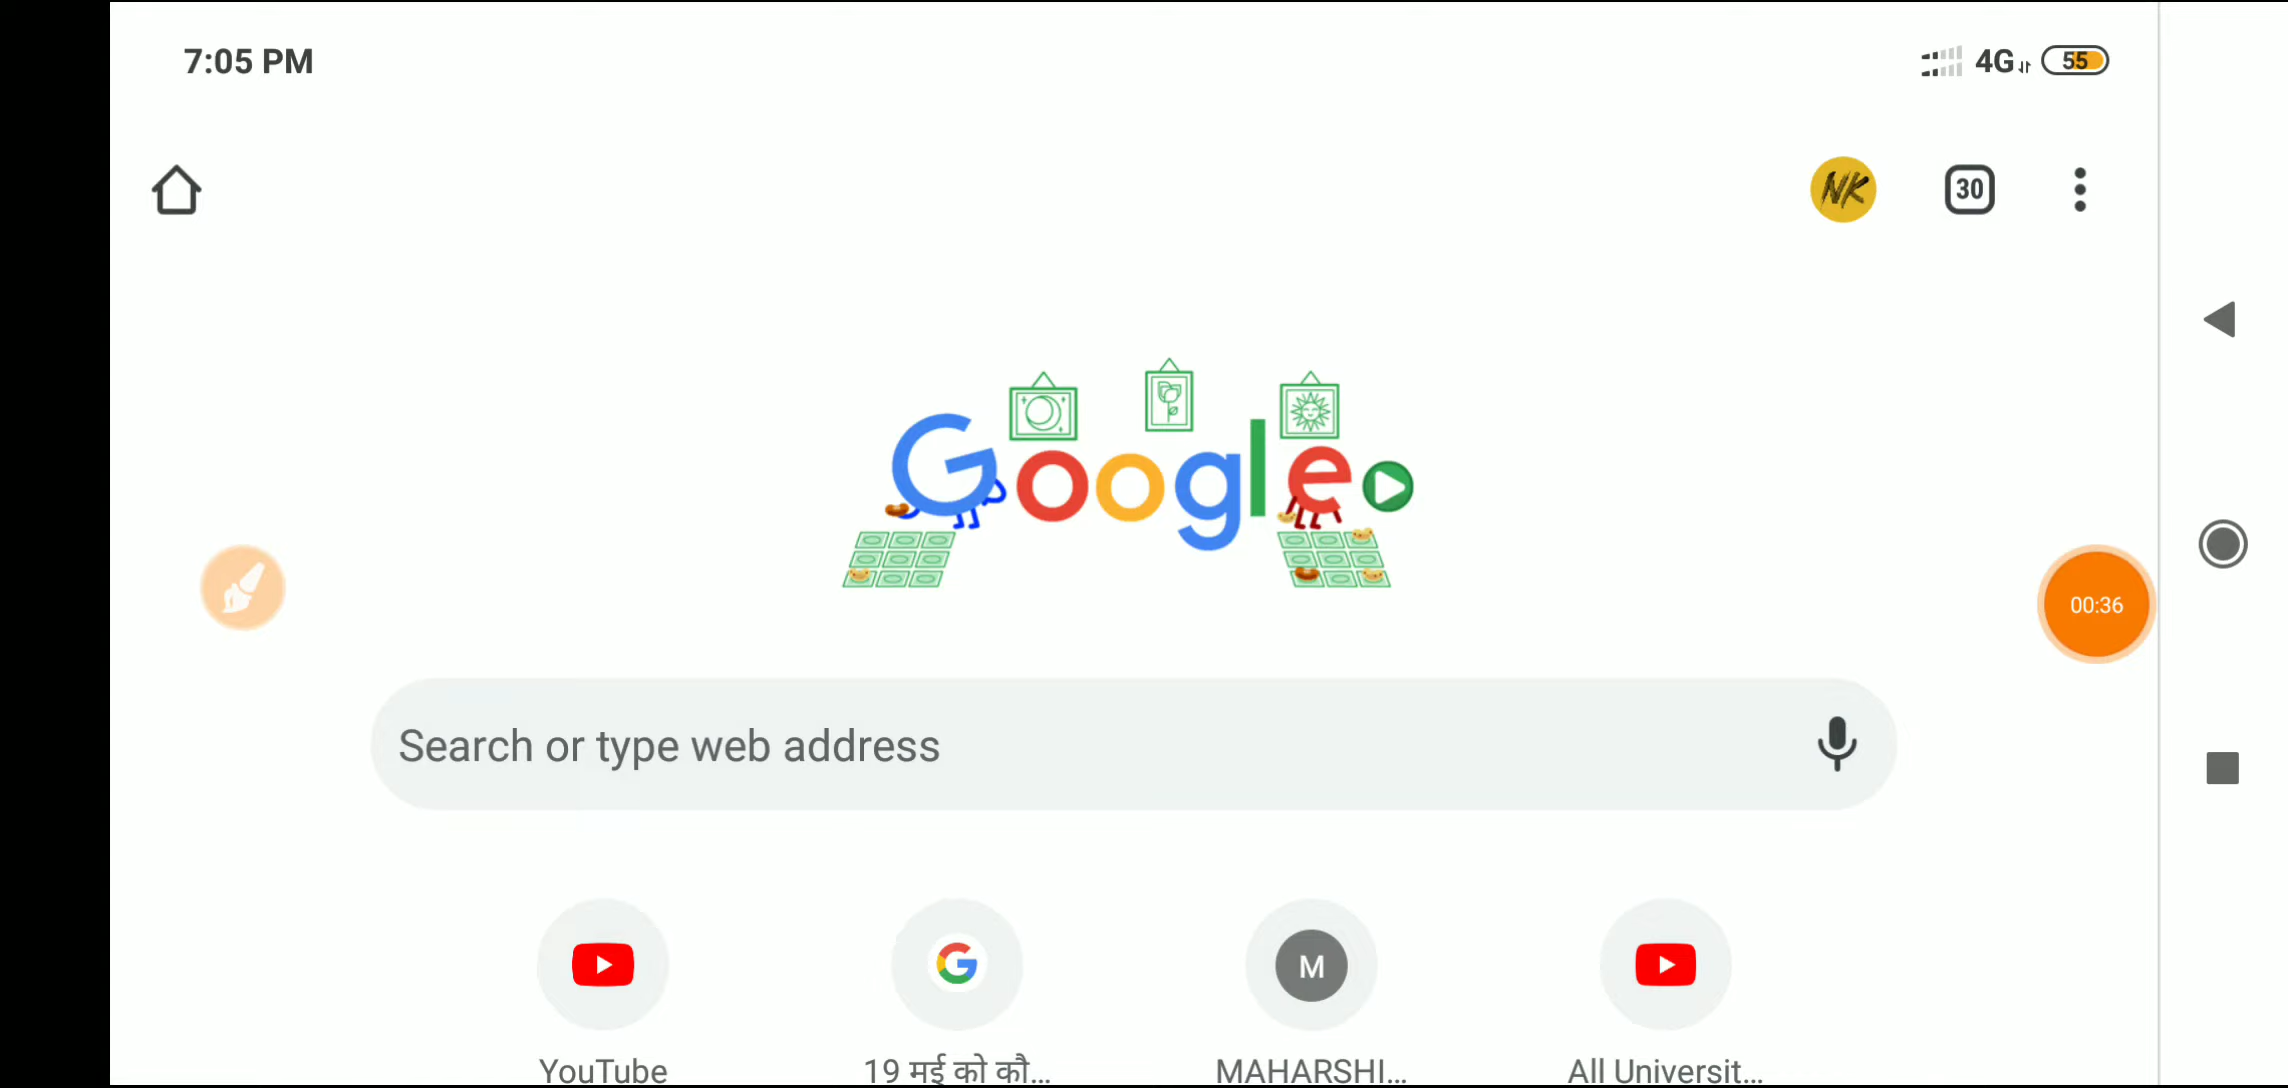 7:05 PM
4G 55
NK 30
Google
00:36
Search or type web address
M
YouTube
19 मई को कौ...
MAHARSHI...
All Universit...